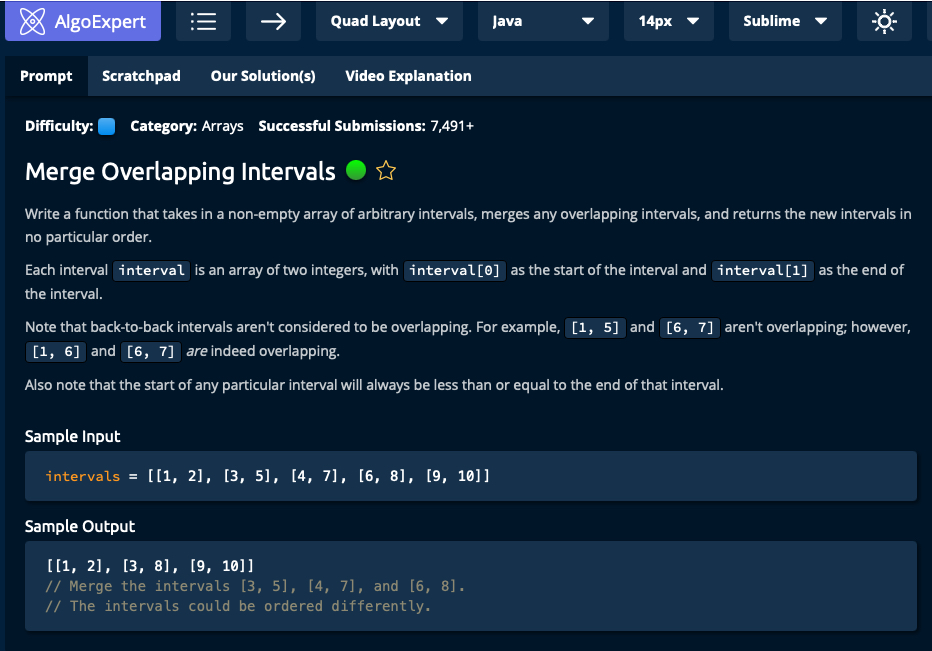 AlgoExpert
Quad Layout
Java
14px
Sublime
Prompt
Scratchpad
Our Solution(s)
Video Explanation
Difficulty:
Category: Arrays
Successful Submissions: 7,491+
Merge Overlapping Intervals
Write a function that takes in a non-empty array of arbitrary intervals, merges any overlapping intervals, and returns the new intervals in
no particular order.
Each interval interval is an array of two integers, with interval[0] as the start of the interval and interval[1] as the end of
the interval.
Note that back-to-back intervals aren't considered to be overlapping. For example, [1, 5] and [6, 7] aren't overlapping; however,
[1, 6] and [6, 7] are indeed overlapping.
Also note that the start of any particular interval will always be less than or equal to the end of that interval.
Sample Input
intervals = [[1, 2], [3, 5], [4, 7], [6, 8], [9, 10]]
Sample Output
[[1, 2], [3, 8], [9, 10]]
// Merge the intervals [3, 5], [4, 7], and [6, 8].
// The intervals could be ordered differently.